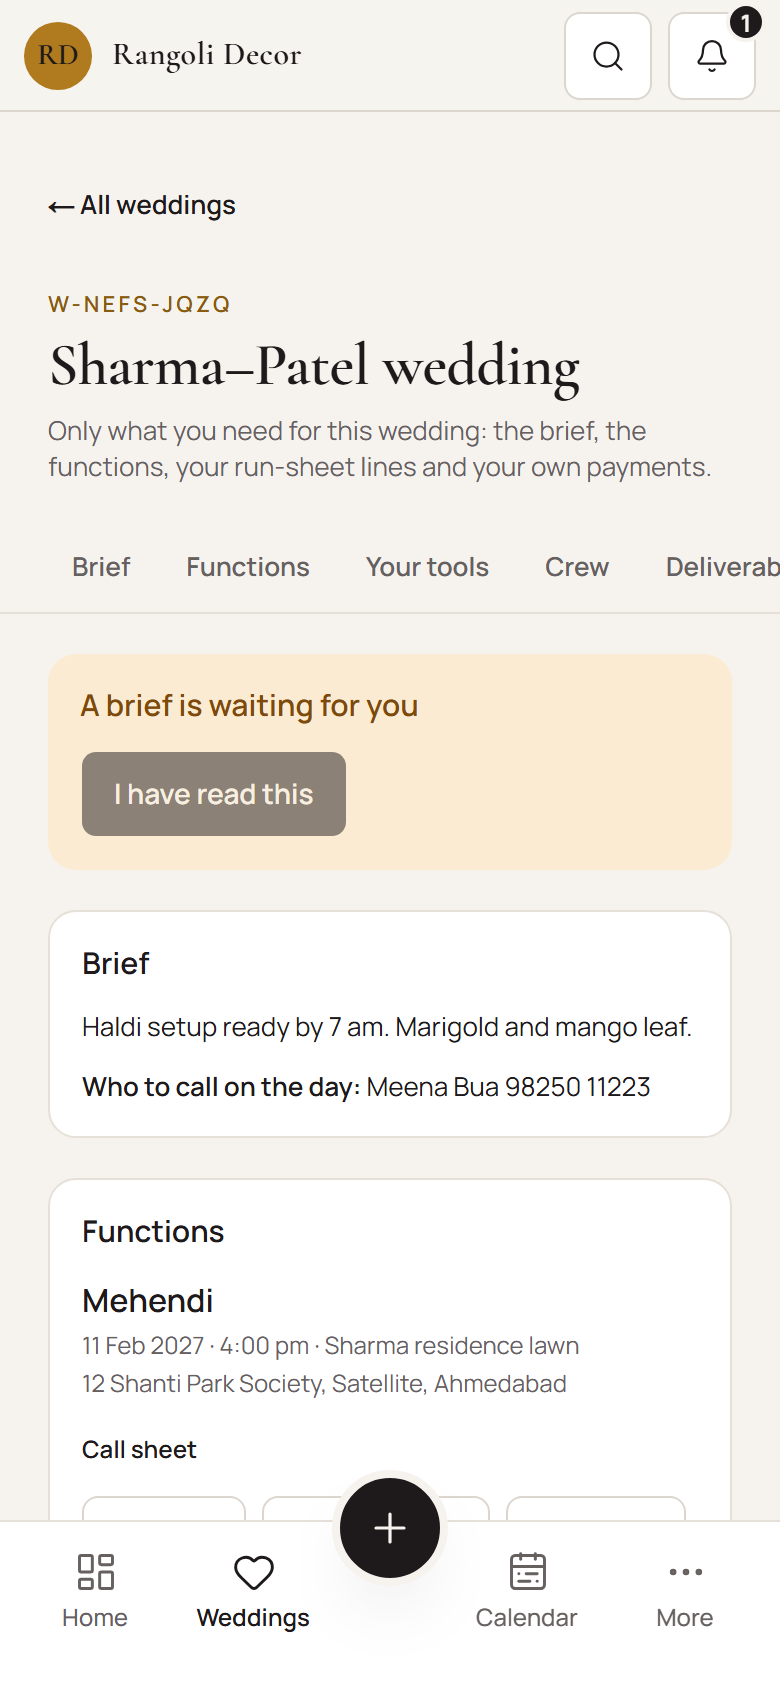 RD Rangoli Decor
1
← All weddings
W-NEFS-JQZQ
Sharma–Patel wedding
Only what you need for this wedding: the brief, the
functions, your run-sheet lines and your own payments.
Brief Functions Your tools Crew Deliverab
A brief is waiting for you
I have read this
Brief
Haldi setup ready by 7 am. Marigold and mango leaf.
Who to call on the day: Meena Bua 98250 11223
Functions
Mehendi
11 Feb 2027 · 4:00 pm · Sharma residence lawn
12 Shanti Park Society, Satellite, Ahmedabad
Call sheet
Home Weddings Calendar More